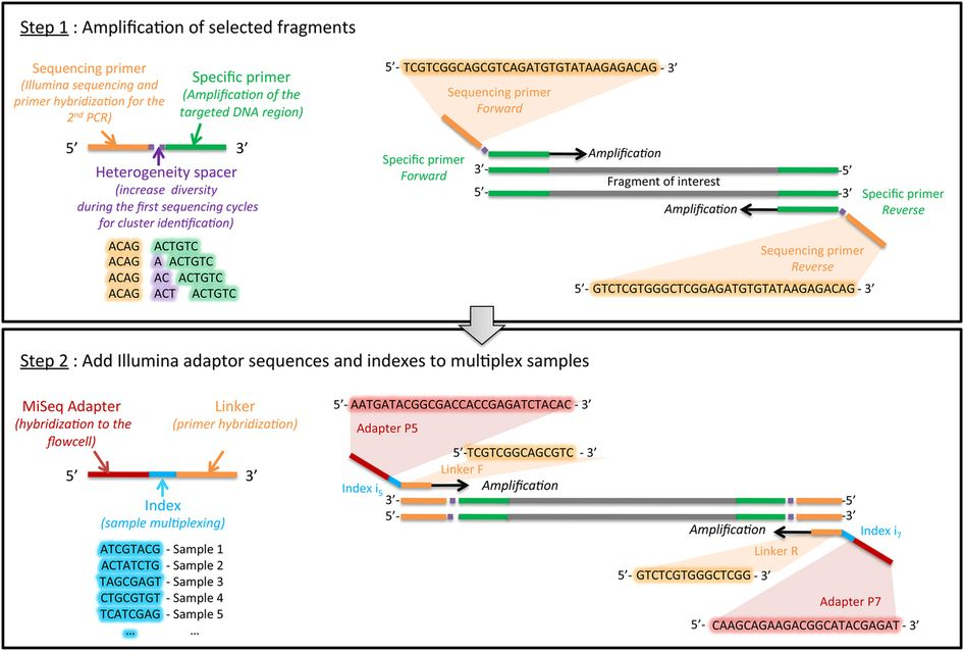 Step 1 : Amplification of selected fragments
Sequencing primer
(Illumina sequencing and
primer hybridization for the
2nd PCR)
Specific primer
(Amplification of the
targeted DNA region)
5’
3’
Heterogeneity spacer
(increase diversity
during the first sequencing cycles
for cluster identification)
ACAG ACTGTC
ACAG A ACTGTC
ACAG AC ACTGTC
ACAG ACT ACTGTC
5’- TCGTCGGCAGCGTCAGATGTGTATAAGAGACAG - 3’
Sequencing primer
Forward
Specific primer
Forward
Amplification
3’- -5’
Fragment of interest
5’- -3’
Amplification
Specific primer
Reverse
Sequencing primer
Reverse
5’- GTCTCGTGGGCTCGGAGATGTGTATAAGAGACAG - 3’
Step 2 : Add Illumina adaptor sequences and indexes to multiplex samples
MiSeq Adapter
(hybridization to the
flowcell)
Linker
(primer hybridization)
5’
3’
Index
(sample multiplexing)
ATCGTACG - Sample 1
ACTATCTG - Sample 2
TAGCGAGT - Sample 3
CTGCGTGT - Sample 4
TCATCGAG - Sample 5
... ...
5’- AATGATACGGCGACCACCGAGATCTACAC - 3’
Adapter P5
5’-TCGTCGGCAGCGTC - 3’
Linker F
Index i5
Amplification
3’- -5’
5’- -3’
Amplification
Index i7
Linker R
5’- GTCTCGTGGGCTCGG - 3’
Adapter P7
5’- CAAGCAGAAGACGGCATACGAGAT - 3’